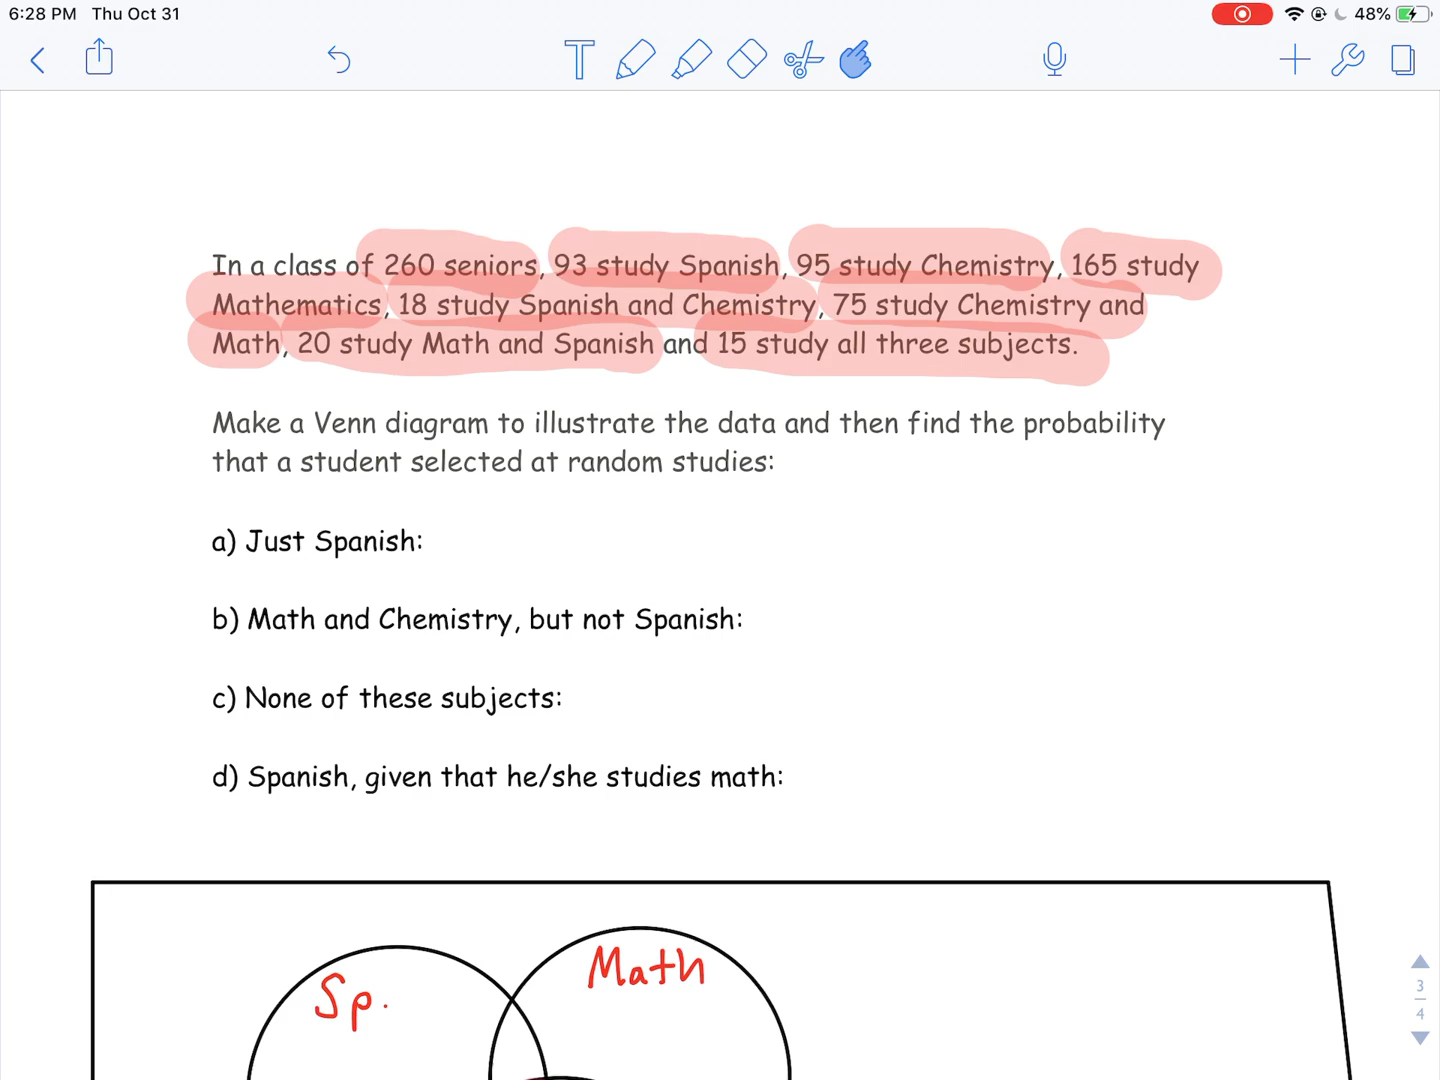 6:28 PM Thu Oct 31
48%
T
In a class of 260 seniors, 93 study Spanish, 95 study Chemistry, 165 study
Mathematics, 18 study Spanish and Chemistry, 75 study Chemistry and
Math, 20 study Math and Spanish and 15 study all three subjects.
Make a Venn diagram to illustrate the data and then find the probability
that a student selected at random studies:
a) Just Spanish:
b) Math and Chemistry, but not Spanish:
c) None of these subjects:
d) Spanish, given that he/she studies math:
Math
Sp.
3
4